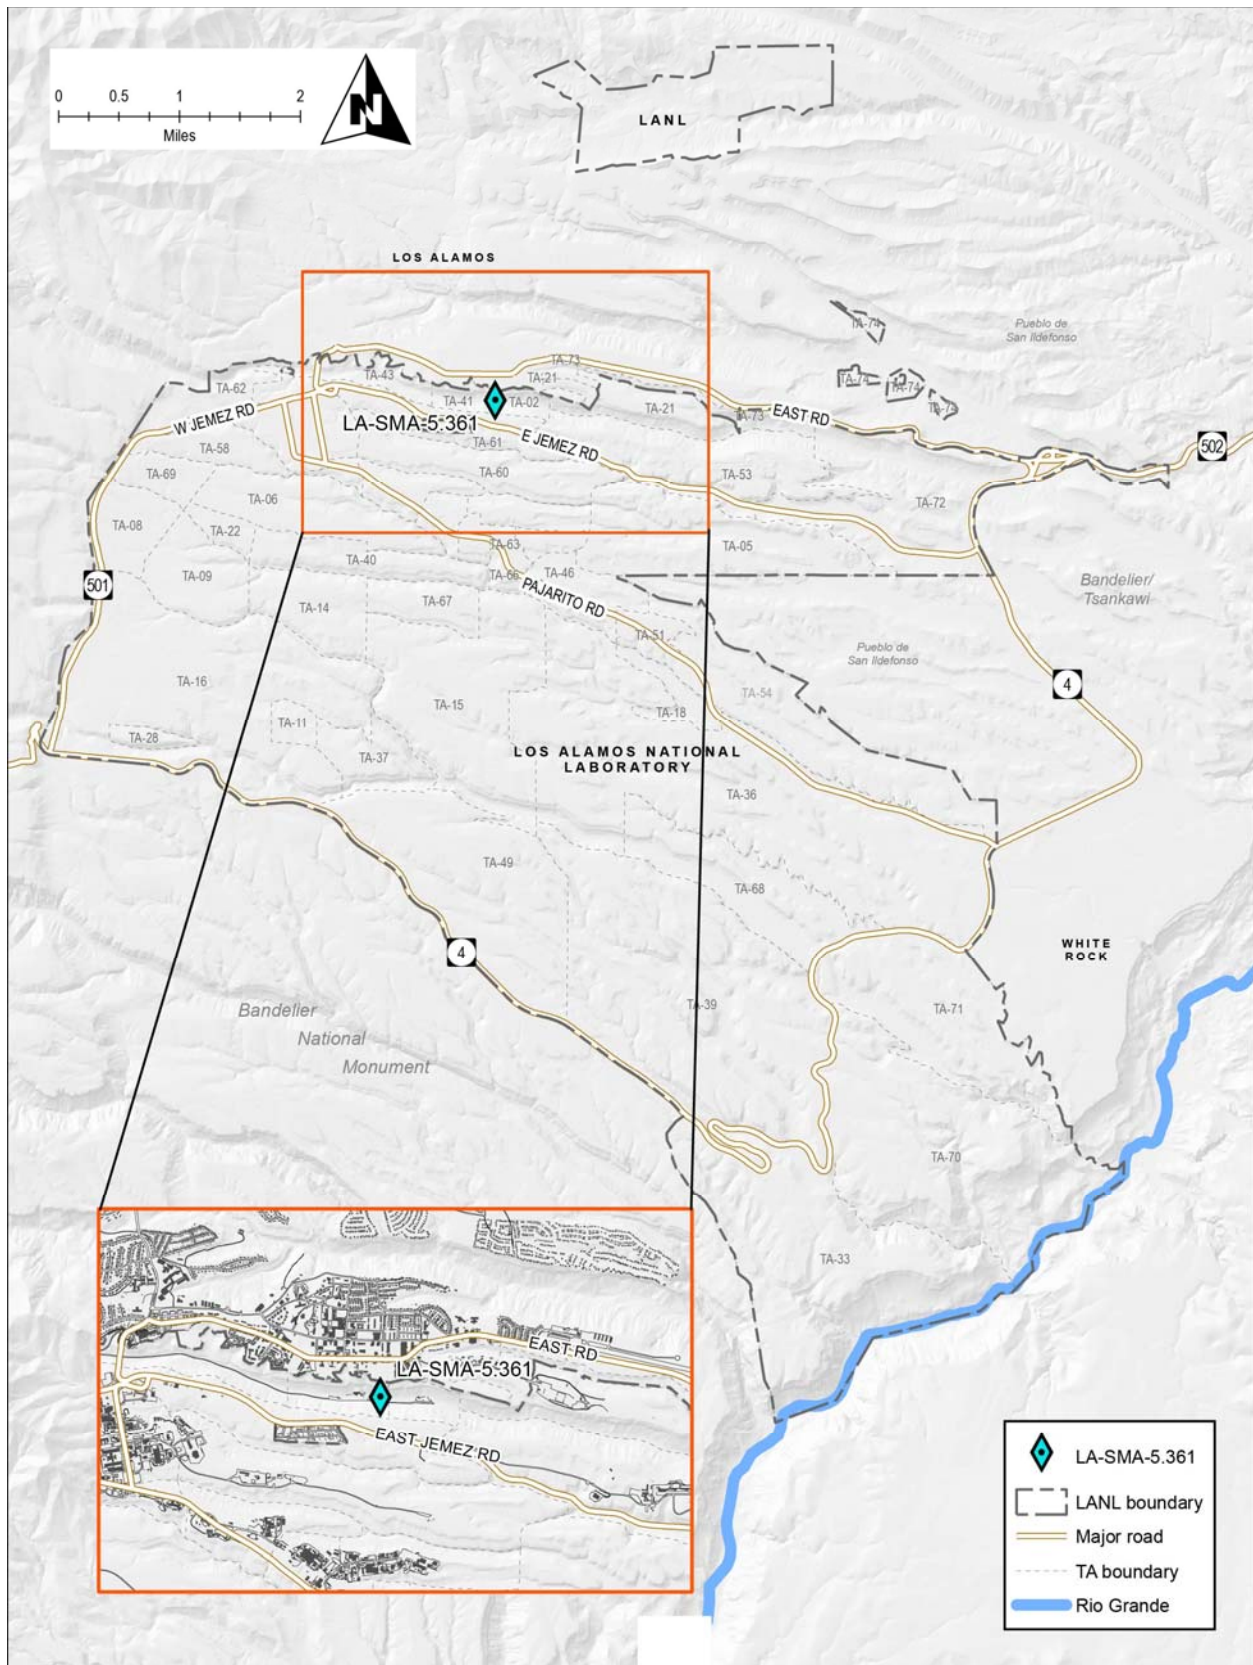 0 0.5 1 2
Miles
N
LANL
LOS ALAMOS
TA-74
Pueblo de
San Ildefonso
TA-73
TA-62
TA-43
TA-21
TA-74
TA-74
TA-74
W JEMEZ RD
TA-41
TA-02
TA-21
TA-73
EAST RD
LA-SMA-5.361
E JEMEZ RD
502
TA-58
TA-61
TA-69
TA-60
TA-53
TA-06
TA-72
TA-08
TA-22
TA-63
TA-05
TA-40
TA-66
TA-46
501
TA-09
PAJARITO RD
Bandelier/
Tsankawi
TA-14
TA-67
TA-51
Pueblo de
San Ildefonso
TA-16
4
TA-54
TA-15
TA-18
TA-11
TA-28
TA-37
LOS ALAMOS NATIONAL
LABORATORY
TA-36
TA-49
TA-68
4
WHITE
ROCK
TA-39
TA-71
Bandelier
National
Monument
TA-70
TA-33
EAST RD
LA-SMA-5.361
EAST JEMEZ RD
LA-SMA-5.361
LANL boundary
Major road
TA boundary
Rio Grande